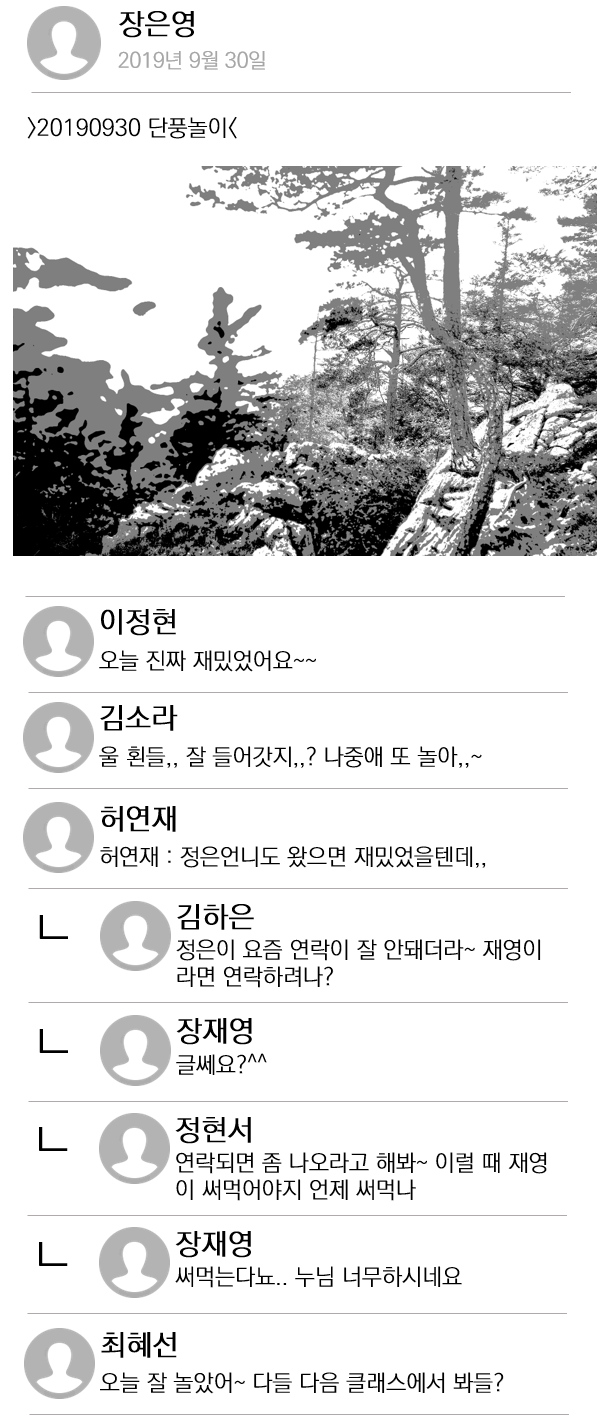 장은영
2019년 9월 30일
>20190930 단풍놀이<
이정현
오늘 진짜 재밌었어요~~
김소라
울 횐들,, 잘 들어갓지,,? 나중애 또 놀아,,~
허연재
허연재 : 정은언니도 왔으면 재밌었을텐데,,
ㄴ
김하은
정은이 요즘 연락이 잘 안돼더라~ 재영이
라면 연락하려나?
ㄴ
장재영
글쎄요?^^
ㄴ
정현서
연락되면 좀 나오라고 해봐~ 이럴 때 재영
이 써먹어야지 언제 써먹나
ㄴ
장재영
써먹는다뇨.. 누님 너무하시네요
최혜선
오늘 잘 놀았어~ 다들 다음 클래스에서 봐들?